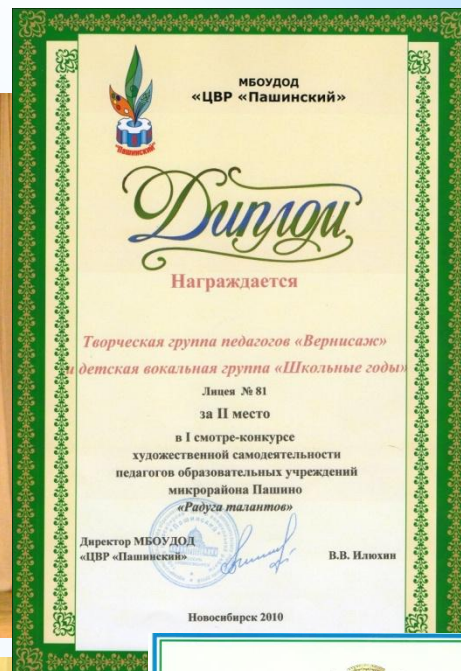 МБОУДОД
«ЦВР «Пашинский»
"Пашинский"
Диплом
Награждается
Творческая группа педагогов «Вернисаж»
и детская вокальная группа «Школьные годы»
Лицея № 81
за II место
в I смотре-конкурсе
художественной самодеятельности
педагогов образовательных учреждений
микрорайона Пашино
«Радуга талантов»
Директор МБОУДОД
«ЦВР «Пашинский»
В.В. Илюхин
Новосибирск 2010